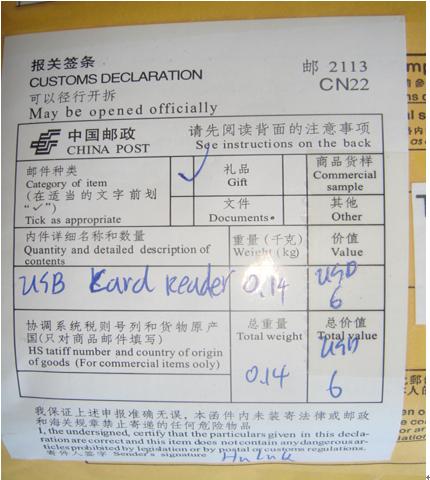 报关签条
邮 2113
CUSTOMS DECLARATION
CN22
可以径行开拆
May be opened officially
中国邮政
CHINA POST
请先阅读背面的注意事项
See instructions on the back
邮件种类
Category of item
(在适当的文字前划
"✓")
Tick as appropriate
✓
礼品
Gift
商品货样
Commercial
sample
文件
Documents
其他
Other
内件详细名称和数量
Quantity and detailed description of
contents
重量(千克)
Weight (kg)
价值
Value
USB Card Reader
0.14
USD
6
协调系统税则号列和货物原产
国(只对商品邮件填写)
HS tatiff number and country of origin
of goods (For commercial items only)
总重量
Total weight
0.14
总价值
Total value
USD
6
我保证上述申报准确无误,本函件内未装寄法律或邮政
和海关规章禁止寄递的任何危险物品
I, the undersigned, certify that the particulars given in this decla-
ration are correct and this item does not contain any dangerous ar-
ticles prohibited by legislation or by postal or customs regulations.
寄件人签字 Sender's signature